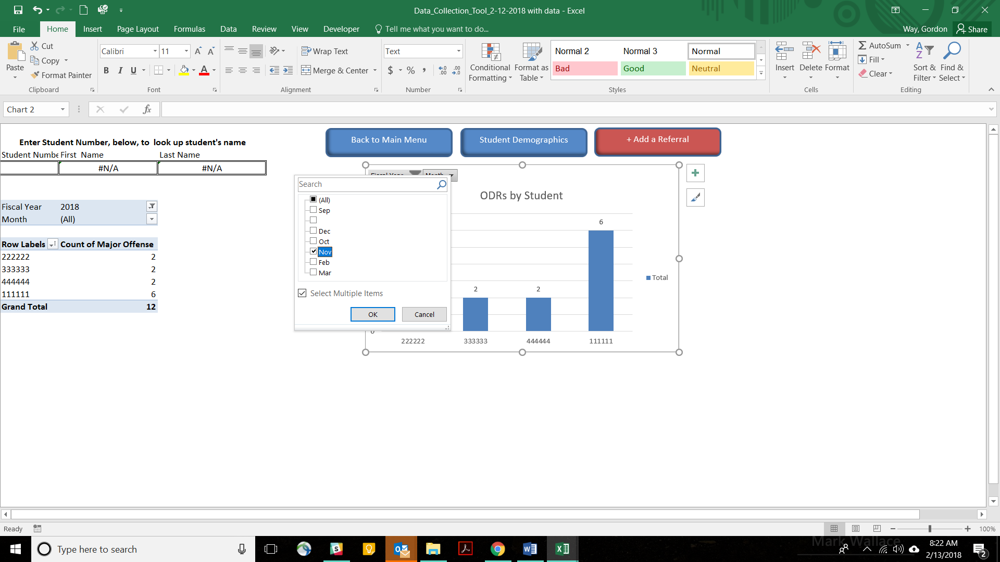 Data_Collection_Tool_2-12-2018 with data - Excel
File Home Insert Page Layout Formulas Data Review View Developer Tell me what you want to do... Way, Gordon Share
Paste
Cut
Copy
Format Painter
Clipboard
Calibri 11
B I U A
Font
Wrap Text
Merge & Center
Alignment
Text
$ % ,
Number
Conditional Formatting
Format as Table
Normal 2 Normal 3 Normal
Bad Good Neutral
Styles
Insert Delete Format
Cells
AutoSum
Fill
Clear
Sort & Filter
Find & Select
Editing
Chart 2
fx
Enter Student Number, below, to look up student's name
Student Numbe First Name Last Name
#N/A #N/A
Back to Main Menu Student Demographics + Add a Referral
Fiscal Year 2018
Month (All)
Row Labels Count of Major Offense
222222 2
333333 2
444444 2
111111 6
Grand Total 12
Fiscal Year Month
Search
(All)
Sep
Dec
Oct
Nov
Feb
Mar
Select Multiple Items
OK Cancel
ODRs by Student
6
2 2
Total
0
222222 333333 444444 111111
Ready
100%
Mark Wallace
Type here to search
8:22 AM
2/13/2018
2